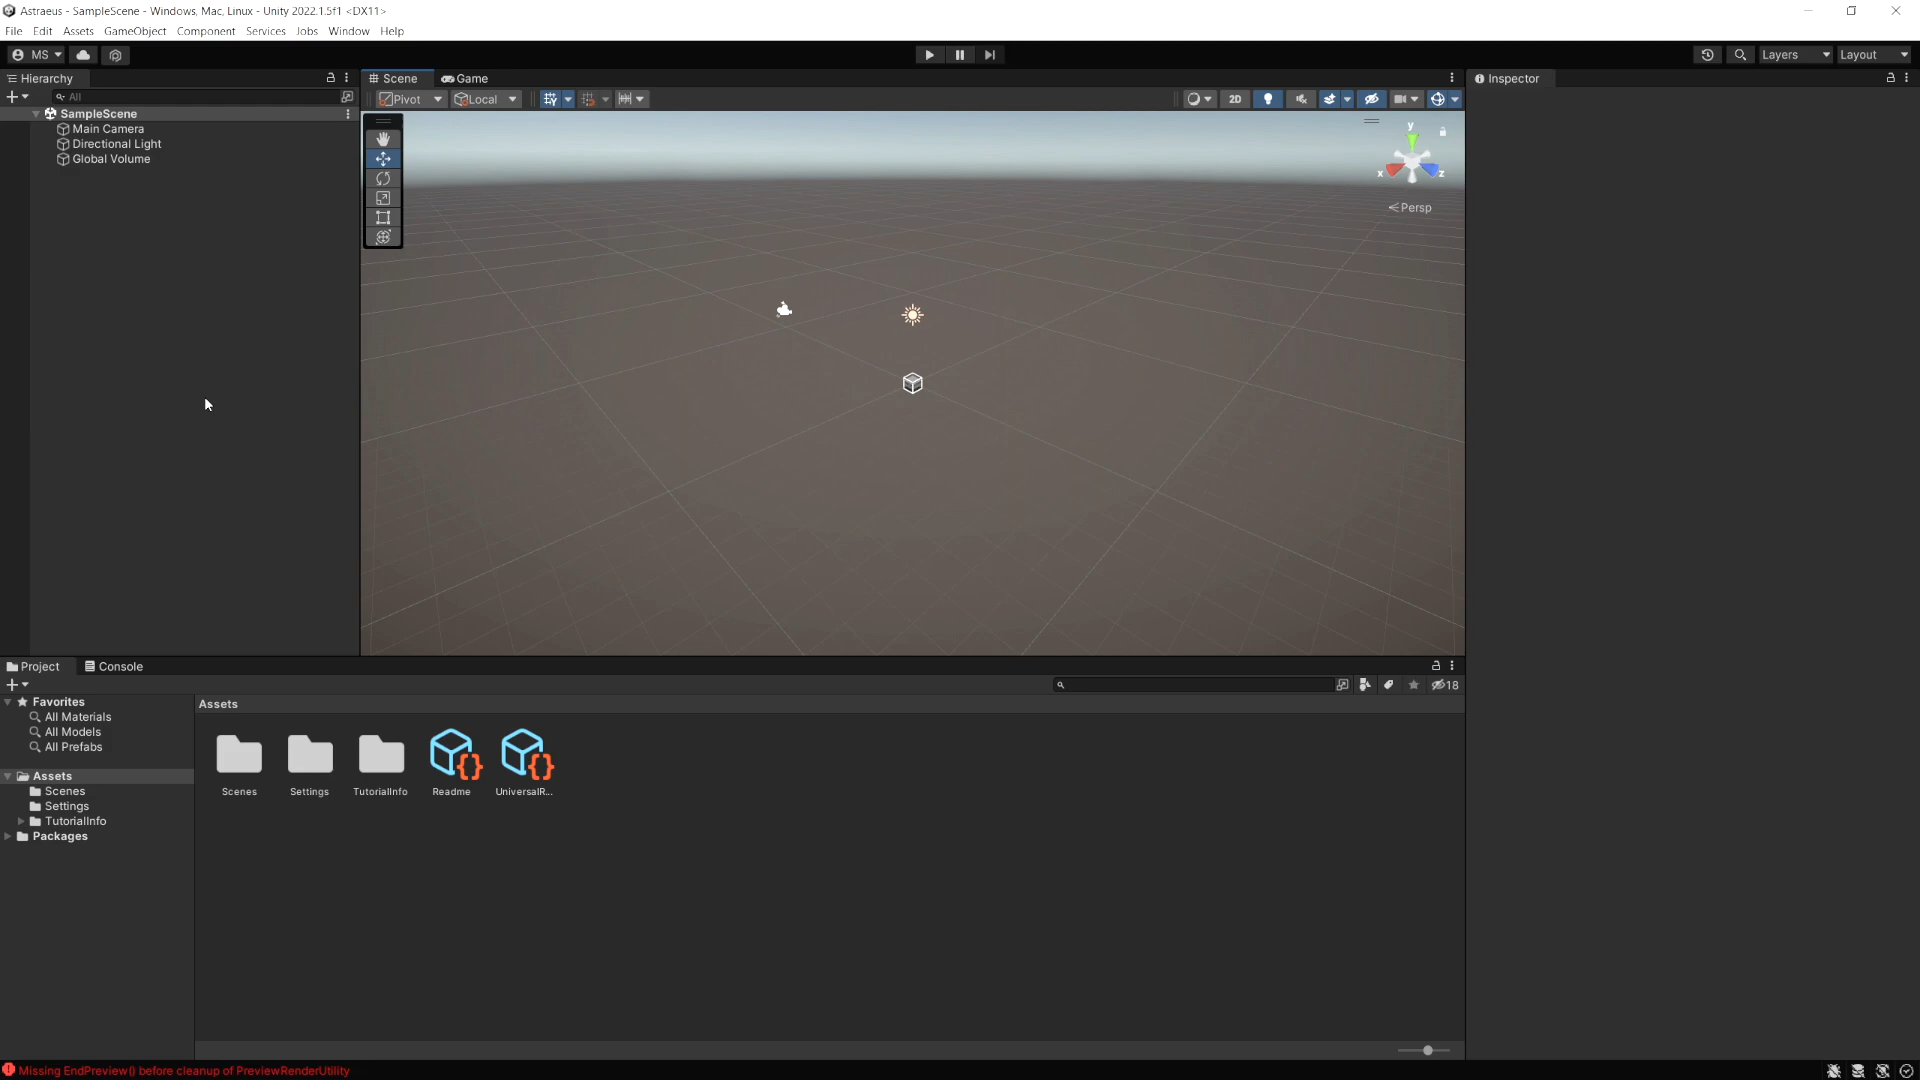 Astraeus - SampleScene - Windows, Mac, Linux - Unity 2022.1.5f1 <DX11>
File Edit Assets GameObject Component Services Jobs Window Help
MS Layers Layout
Hierarchy
All
SampleScene
Main Camera
Directional Light
Global Volume
Scene Game
Pivot Local 2D
y
x z
Persp
Inspector
Project Console
18
Favorites
All Materials
All Models
All Prefabs
Assets
Scenes
Settings
TutorialInfo
Packages
Assets
Scenes Settings TutorialInfo Readme UniversalR...
Missing EndPreview() before cleanup of PreviewRenderUtility